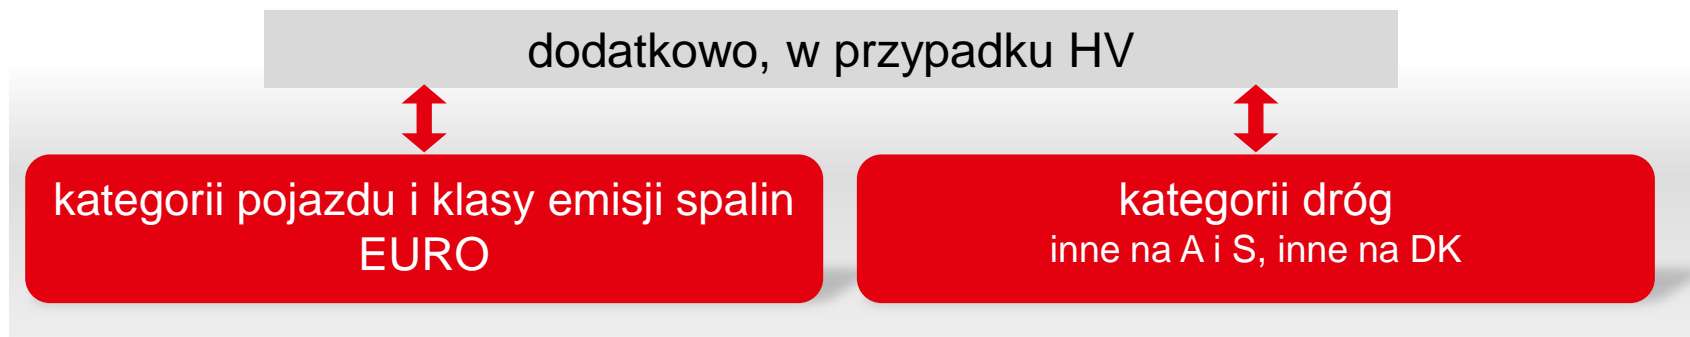 dodatkowo, w przypadku HV
kategorii pojazdu i klasy emisji spalin
EURO
kategorii dróg
inne na A i S, inne na DK